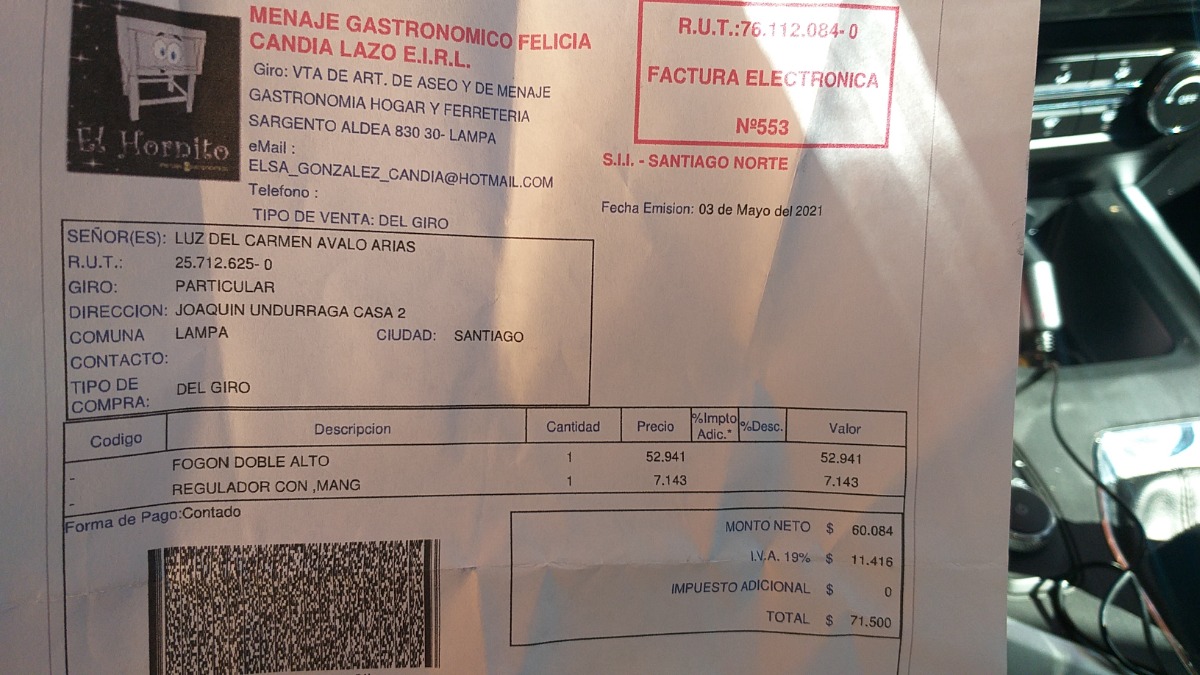 El Hornito
MENAJE GASTRONOMICO FELICIA
CANDIA LAZO E.I.R.L.
Giro: VTA DE ART. DE ASEO Y DE MENAJE
GASTRONOMIA HOGAR Y FERRETERIA
SARGENTO ALDEA 830 30- LAMPA
eMail :
ELSA_GONZALEZ_CANDIA@HOTMAIL.COM
Telefono :
TIPO DE VENTA: DEL GIRO
R.U.T.:76.112.084-0
FACTURA ELECTRONICA
Nº553
S.I.I. - SANTIAGO NORTE
Fecha Emision: 03 de Mayo del 2021
SEÑOR(ES): LUZ DEL CARMEN AVALO ARIAS
R.U.T.: 25.712.625- 0
GIRO: PARTICULAR
DIRECCION: JOAQUIN UNDURRAGA CASA 2
COMUNA LAMPA CIUDAD: SANTIAGO
CONTACTO:
TIPO DE
COMPRA: DEL GIRO
Codigo Descripcion Cantidad Precio %Impto Adic.* %Desc. Valor
- FOGON DOBLE ALTO 1 52.941 52.941
- REGULADOR CON ,MANG 1 7.143 7.143
Forma de Pago:Contado
MONTO NETO $ 60.084
I.V.A. 19% $ 11.416
IMPUESTO ADICIONAL $ 0
TOTAL $ 71.500
OFF